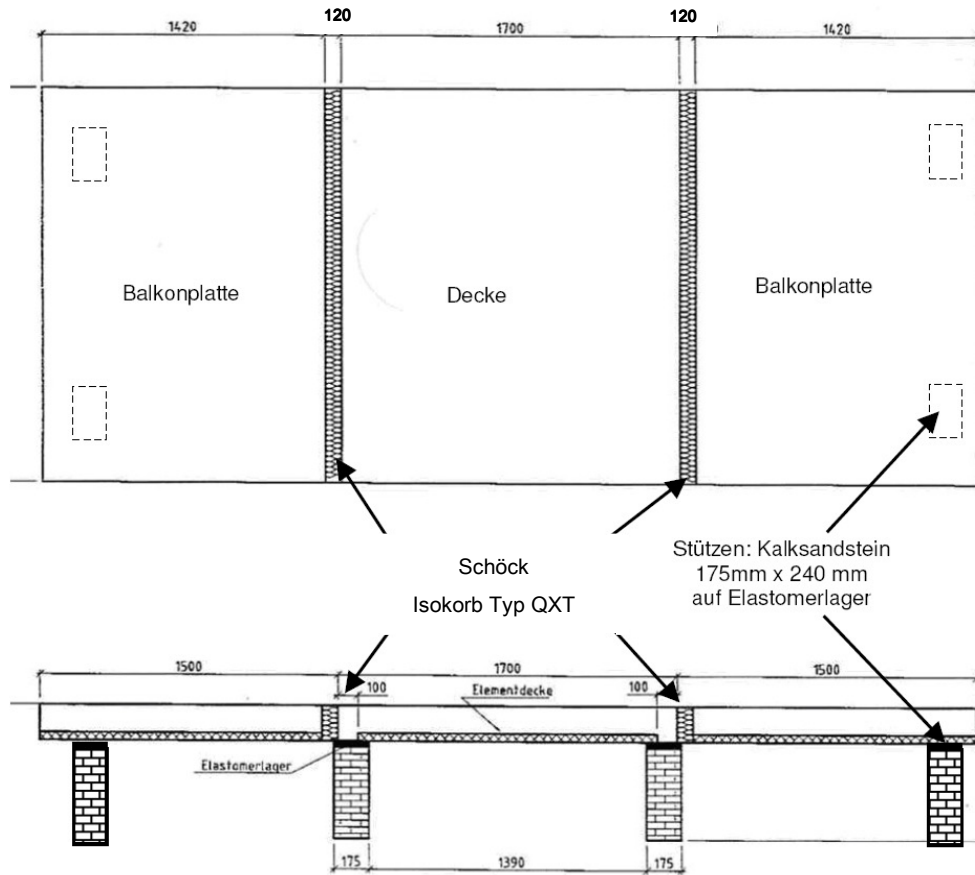 120 120
1420 1700 1420
Balkonplatte Decke Balkonplatte
Schöck
Isokorb Typ QXT
Stützen: Kalksandstein
175mm x 240 mm
auf Elastomerlager
1500 1700 1500
100 Elementdecke 100
Elastomerlager
175 1390 175